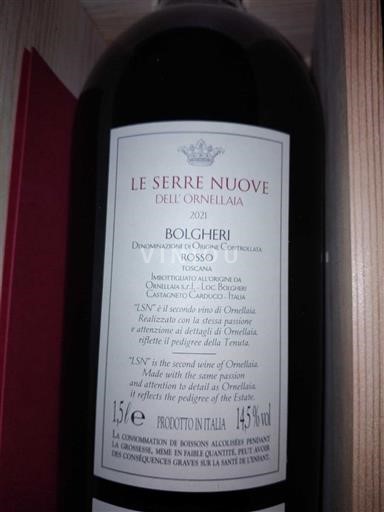 LE SERRE NUOVE
DELL'ORNELLAIA
2021
BOLGHERI
DENOMINAZIONE DI ORIGINE CONTROLLATA
ROSSO
TOSCANA
IMBOTTIGLIATO ALL'ORIGINE DA
ORNELLAIA s.r.l. - LOC. BOLGHERI
CASTAGNETO CARDUCCI - ITALIA
"LSN" è il secondo vino di Ornellaia.
Realizzato con la stessa passione
e attenzione ai dettagli di Ornellaia,
riflette il pedigree della Tenuta.
"LSN" is the second wine of Ornellaia.
Made with the same passion
and attention to detail as Ornellaia,
it reflects the pedigree of the Estate.
1,5 l e PRODOTTO IN ITALIA 14,5% vol
LA CONSOMMATION DE BOISSONS ALCOOLISÉES PENDANT
LA GROSSESSE, MÊME EN FAIBLE QUANTITÉ, PEUT AVOIR
DES CONSÉQUENCES GRAVES SUR LA SANTÉ DE L'ENFANT.